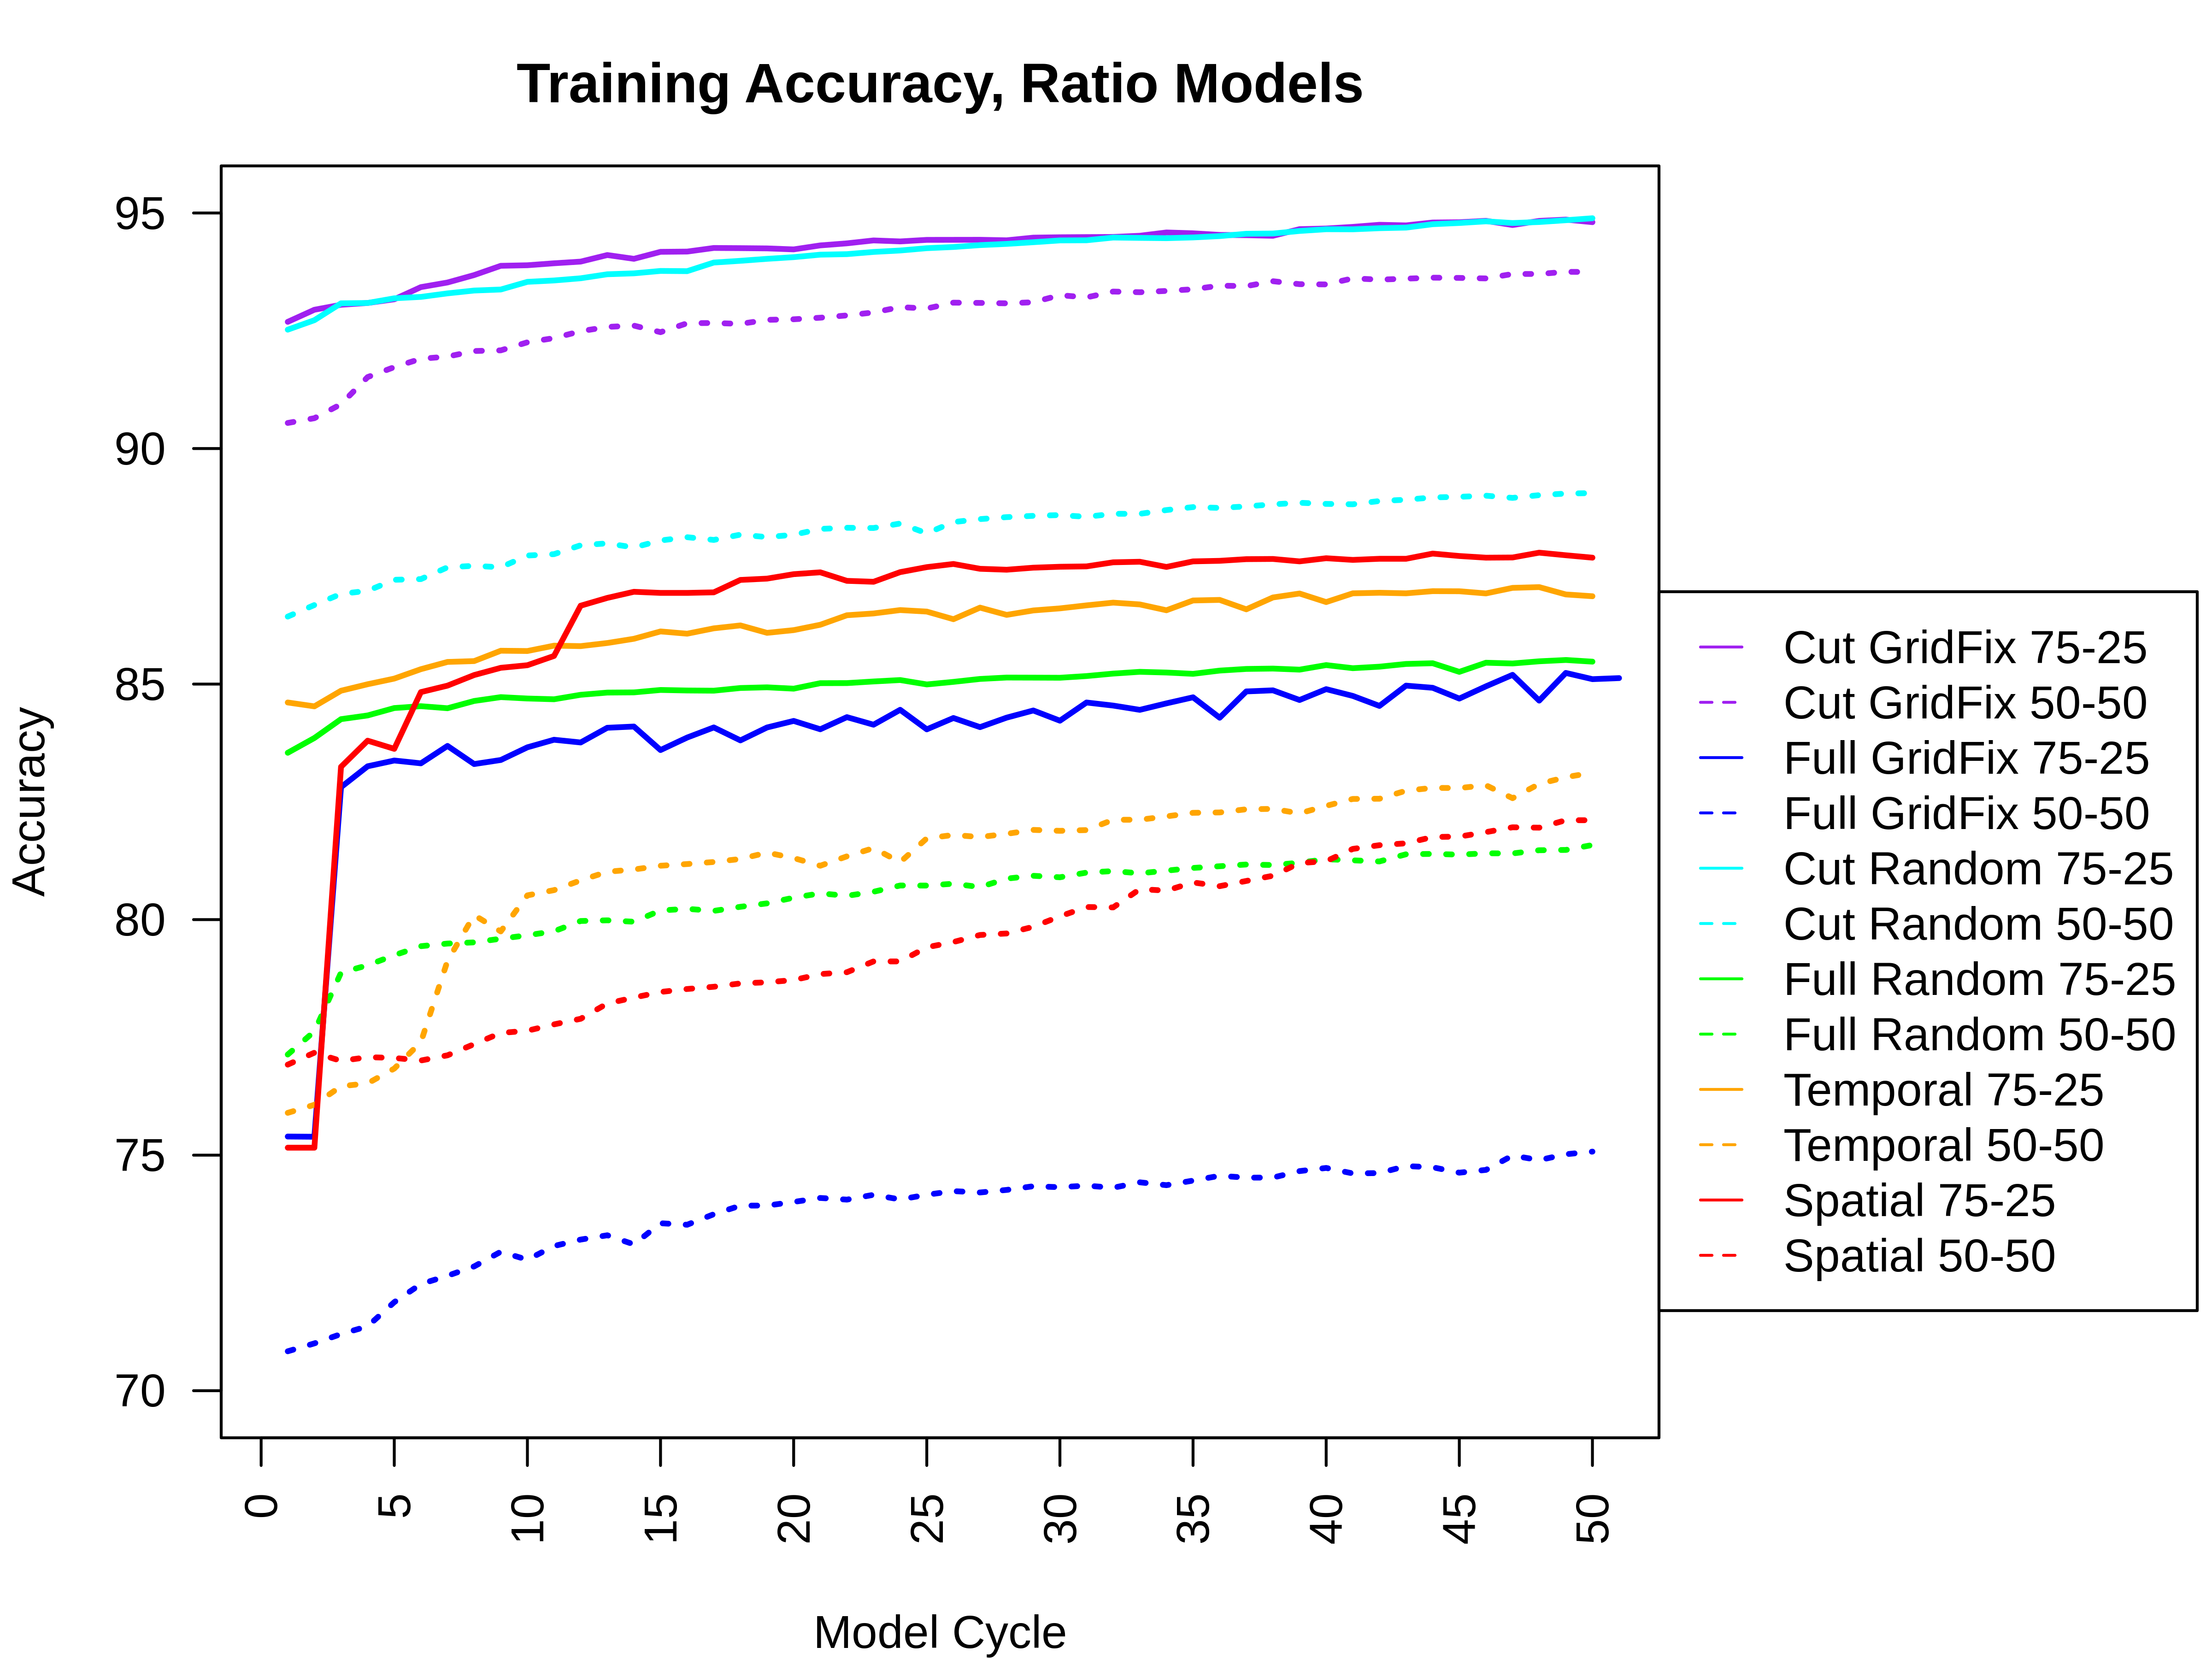 Training Accuracy, Ratio Models
95
90
85
80
75
70
Accuracy
0
5
10
15
20
25
30
35
40
45
50
Model Cycle
Cut GridFix 75-25
Cut GridFix 50-50
Full GridFix 75-25
Full GridFix 50-50
Cut Random 75-25
Cut Random 50-50
Full Random 75-25
Full Random 50-50
Temporal 75-25
Temporal 50-50
Spatial 75-25
Spatial 50-50